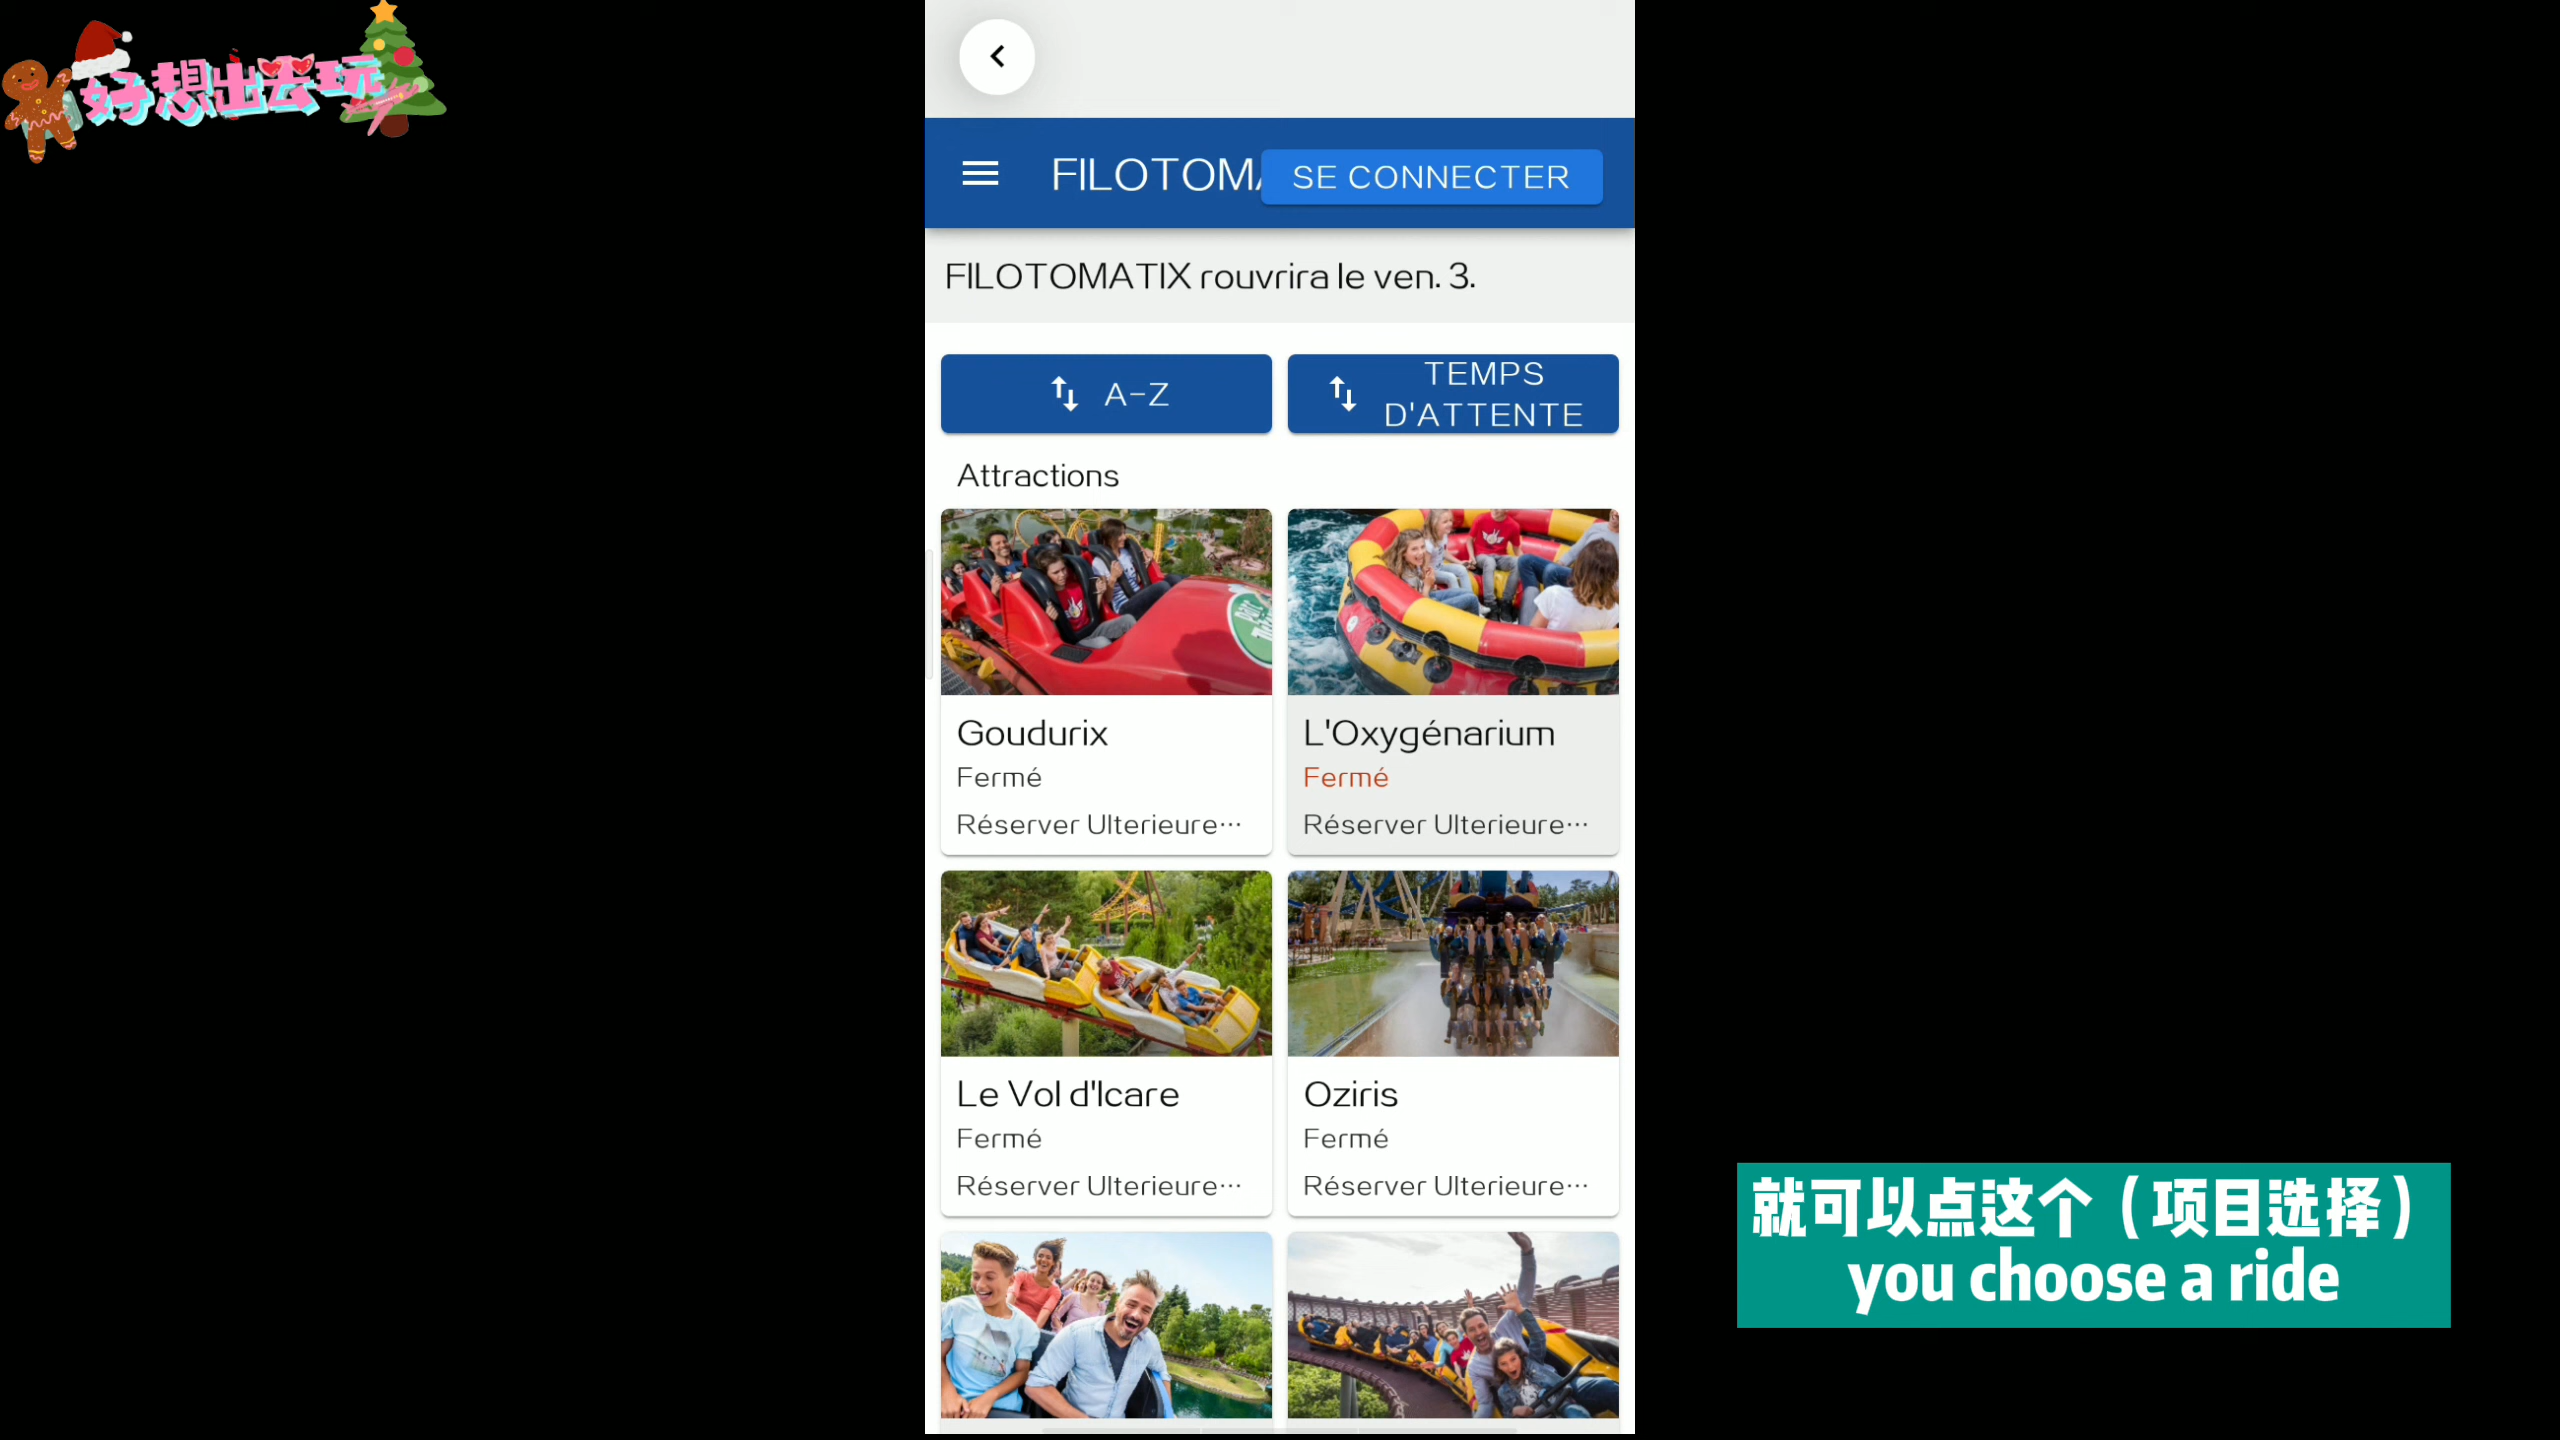 好想出去玩
FILOTOMA
SE CONNECTER
FILOTOMATIX rouvrira le ven. 3.
A-Z
TEMPS
D'ATTENTE
Attractions
Goudurix
Fermé
Réserver Ulterieure…
L'Oxygénarium
Fermé
Réserver Ulterieure…
Le Vol d'Icare
Fermé
Réserver Ulterieure…
Oziris
Fermé
Réserver Ulterieure…
就可以点这个（项目选择）
you choose a ride